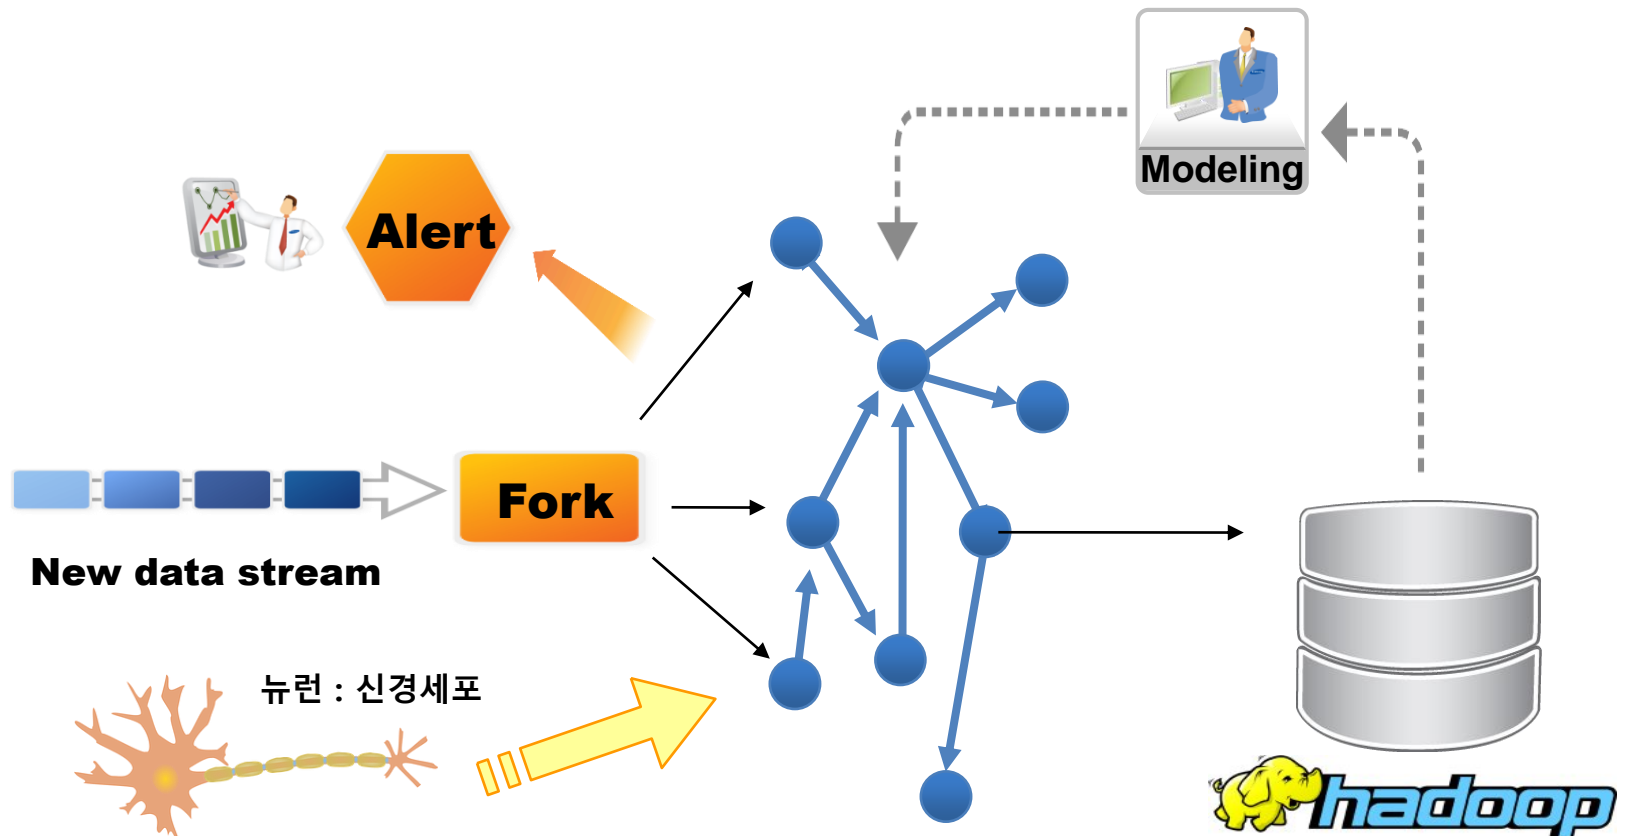 Modeling
Alert
Fork
New data stream
뉴런 : 신경세포
hadoop